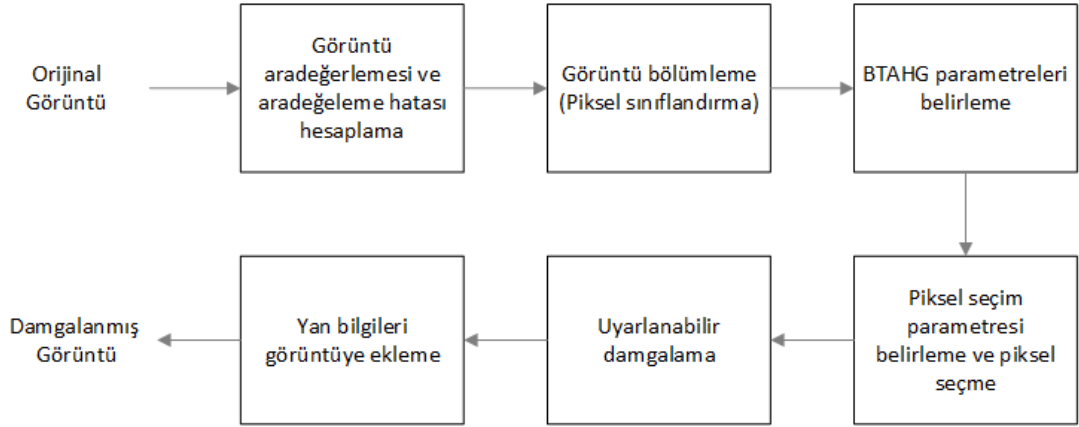 Orijinal
Görüntü
Görüntü
aradeğerlemesi ve
aradeğeleme hatası
hesaplama
Görüntü bölümleme
(Piksel sınıflandırma)
BTAHG parametreleri
belirleme
Piksel seçim
parametresi
belirleme ve piksel
seçme
Uyarlanabilir
damgalama
Yan bilgileri
görüntüye ekleme
Damgalanmış
Görüntü